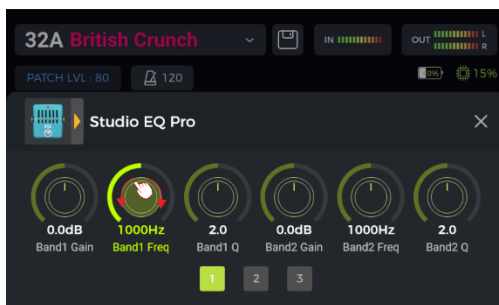 32A British Crunch
IN
OUT
L
R
PATCH LVL : 80
120
0%
15%
Studio EQ Pro
0.0dB
1000Hz
2.0
0.0dB
1000Hz
2.0
Band1 Gain
Band1 Freq
Band1 Q
Band2 Gain
Band2 Freq
Band2 Q
1
2
3